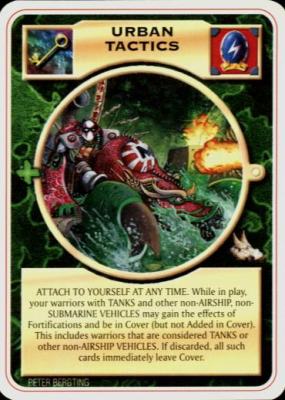 URBAN
TACTICS
ATTACH TO YOURSELF AT ANY TIME. While in play,
your warriors with TANKS and other non-AIRSHIP, non-
SUBMARINE VEHICLES may gain the effects of
Fortifications and be in Cover (but not Added in Cover).
This includes warriors that are considered TANKS or
other non-AIRSHIP VEHICLES. If discarded, all such
cards immediately leave Cover.
PETER BERGTING